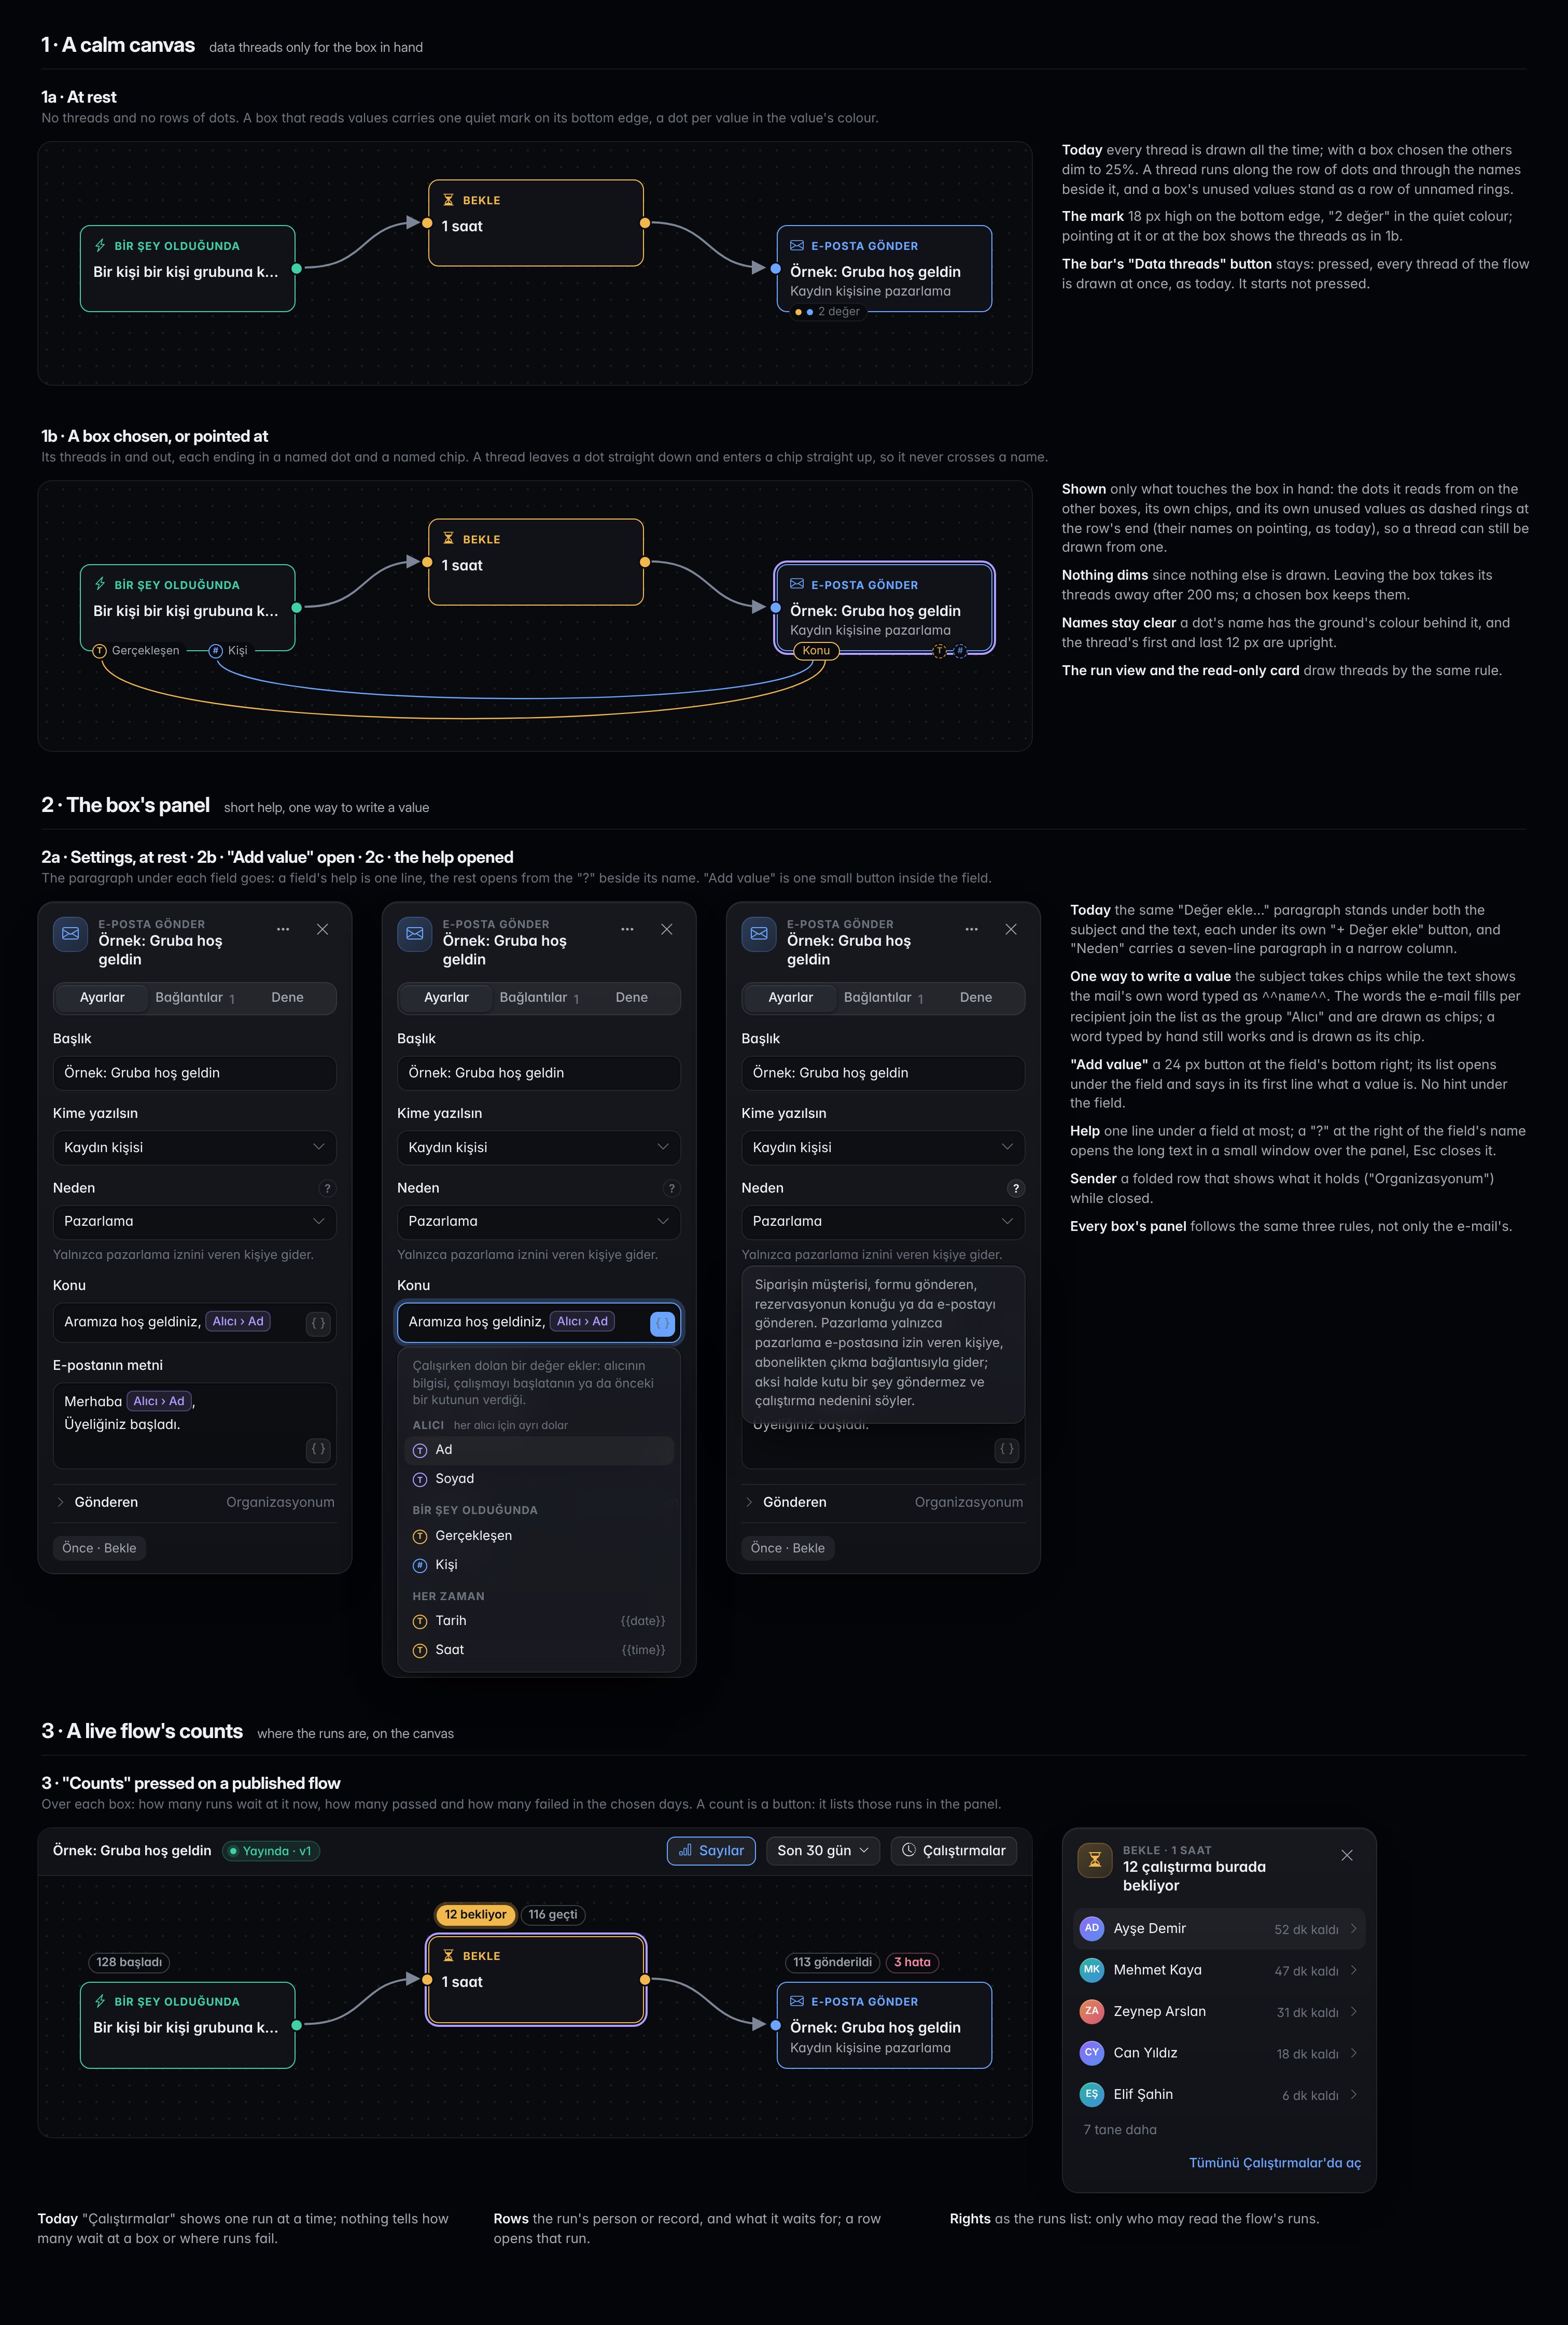 1 · A calm canvas data threads only for the box in hand
1a · At rest
No threads and no rows of dots. A box that reads values carries one quiet mark on its bottom edge, a dot per value in the value's colour.
BEKLE
1 saat
BİR ŞEY OLDUĞUNDA
Bir kişi bir kişi grubuna k…
E-POSTA GÖNDER
Örnek: Gruba hoş geldin
Kaydın kişisine pazarlama
2 değer
Today every thread is drawn all the time; with a box chosen the others
dim to 25%. A thread runs along the row of dots and through the names
beside it, and a box's unused values stand as a row of unnamed rings.
The mark 18 px high on the bottom edge, "2 değer" in the quiet colour;
pointing at it or at the box shows the threads as in 1b.
The bar's "Data threads" button stays: pressed, every thread of the flow
is drawn at once, as today. It starts not pressed.
1b · A box chosen, or pointed at
Its threads in and out, each ending in a named dot and a named chip. A thread leaves a dot straight down and enters a chip straight up, so it never crosses a name.
BEKLE
1 saat
BİR ŞEY OLDUĞUNDA
Bir kişi bir kişi grubuna k…
T Gerçekleşen # Kişi
E-POSTA GÖNDER
Örnek: Gruba hoş geldin
Kaydın kişisine pazarlama
Konu T #
Shown only what touches the box in hand: the dots it reads from on the
other boxes, its own chips, and its own unused values as dashed rings at
the row's end (their names on pointing, as today), so a thread can still be
drawn from one.
Nothing dims since nothing else is drawn. Leaving the box takes its
threads away after 200 ms; a chosen box keeps them.
Names stay clear a dot's name has the ground's colour behind it, and
the thread's first and last 12 px are upright.
The run view and the read-only card draw threads by the same rule.
2 · The box's panel short help, one way to write a value
2a · Settings, at rest · 2b · "Add value" open · 2c · the help opened
The paragraph under each field goes: a field's help is one line, the rest opens from the "?" beside its name. "Add value" is one small button inside the field.
E-POSTA GÖNDER
Örnek: Gruba hoş
geldin
Ayarlar Bağlantılar 1 Dene
Başlık
Örnek: Gruba hoş geldin
Kime yazılsın
Kaydın kişisi
Neden ?
Pazarlama
Yalnızca pazarlama iznini veren kişiye gider.
Konu
Aramıza hoş geldiniz, Alıcı › Ad { }
E-postanın metni
Merhaba Alıcı › Ad ,
Üyeliğiniz başladı.
{ }
Gönderen Organizasyonum
Önce · Bekle
E-POSTA GÖNDER
Örnek: Gruba hoş
geldin
Ayarlar Bağlantılar 1 Dene
Başlık
Örnek: Gruba hoş geldin
Kime yazılsın
Kaydın kişisi
Neden ?
Pazarlama
Yalnızca pazarlama iznini veren kişiye gider.
Konu
Aramıza hoş geldiniz, Alıcı › Ad { }
Çalışırken dolan bir değer ekler: alıcının
bilgisi, çalışmayı başlatanın ya da önceki
bir kutunun verdiği.
ALICI her alıcı için ayrı dolar
T Ad
T Soyad
BİR ŞEY OLDUĞUNDA
T Gerçekleşen
# Kişi
HER ZAMAN
T Tarih {{date}}
T Saat {{time}}
E-POSTA GÖNDER
Örnek: Gruba hoş
geldin
Ayarlar Bağlantılar 1 Dene
Başlık
Örnek: Gruba hoş geldin
Kime yazılsın
Kaydın kişisi
Neden ?
Pazarlama
Yalnızca pazarlama iznini veren kişiye gider.
Siparişin müşterisi, formu gönderen,
rezervasyonun konuğu ya da e-postayı
gönderen. Pazarlama yalnızca
pazarlama e-postasına izin veren kişiye,
abonelikten çıkma bağlantısıyla gider;
aksi halde kutu bir şey göndermez ve
çalıştırma nedenini söyler.
Üyeliğiniz başladı.
{ }
Gönderen Organizasyonum
Önce · Bekle
Today the same "Değer ekle…" paragraph stands under both the
subject and the text, each under its own "+ Değer ekle" button, and
"Neden" carries a seven-line paragraph in a narrow column.
One way to write a value the subject takes chips while the text shows
the mail's own word typed as ^^name^^. The words the e-mail fills per
recipient join the list as the group "Alıcı" and are drawn as chips; a
word typed by hand still works and is drawn as its chip.
"Add value" a 24 px button at the field's bottom right; its list opens
under the field and says in its first line what a value is. No hint under
the field.
Help one line under a field at most; a "?" at the right of the field's name
opens the long text in a small window over the panel, Esc closes it.
Sender a folded row that shows what it holds ("Organizasyonum")
while closed.
Every box's panel follows the same three rules, not only the e-mail's.
3 · A live flow's counts where the runs are, on the canvas
3 · "Counts" pressed on a published flow
Over each box: how many runs wait at it now, how many passed and how many failed in the chosen days. A count is a button: it lists those runs in the panel.
Örnek: Gruba hoş geldin Yayında · v1 Sayılar Son 30 gün Çalıştırmalar
12 bekliyor 116 geçti
BEKLE
1 saat
128 başladı
BİR ŞEY OLDUĞUNDA
Bir kişi bir kişi grubuna k…
113 gönderildi 3 hata
E-POSTA GÖNDER
Örnek: Gruba hoş geldin
Kaydın kişisine pazarlama
BEKLE · 1 SAAT
12 çalıştırma burada
bekliyor
AD Ayşe Demir 52 dk kaldı
MK Mehmet Kaya 47 dk kaldı
ZA Zeynep Arslan 31 dk kaldı
CY Can Yıldız 18 dk kaldı
EŞ Elif Şahin 6 dk kaldı
7 tane daha
Tümünü Çalıştırmalar'da aç
Today "Çalıştırmalar" shows one run at a time; nothing tells how
many wait at a box or where runs fail.
Rows the run's person or record, and what it waits for; a row
opens that run.
Rights as the runs list: only who may read the flow's runs.